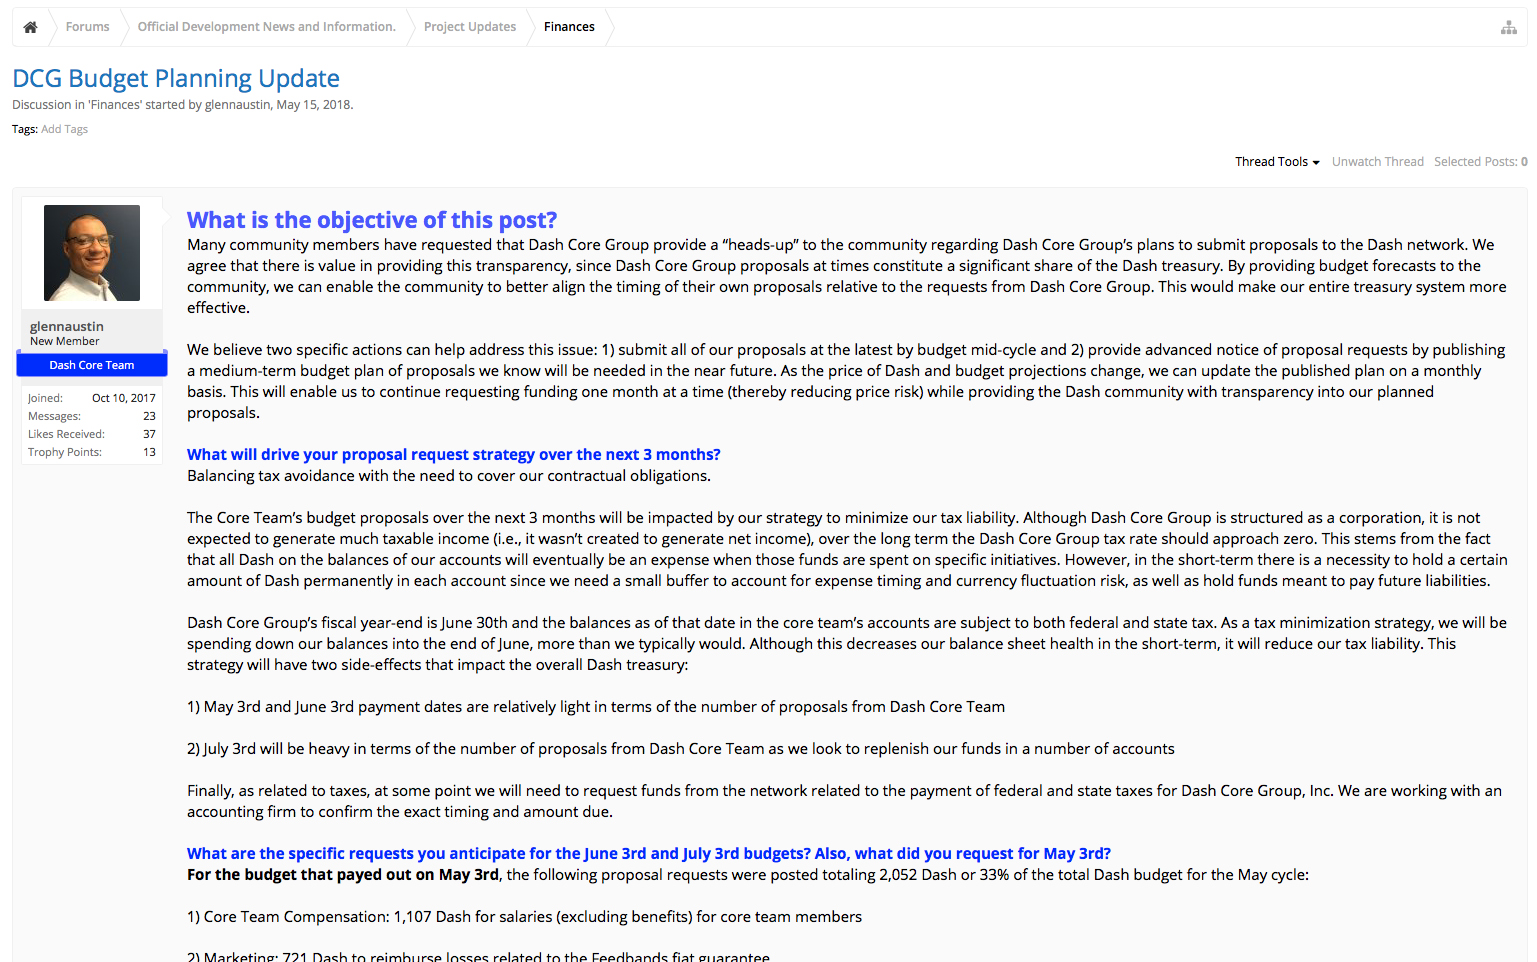 Forums
Official Development News and Information.
Project Updates
Finances
DCG Budget Planning Update
Discussion in 'Finances' started by glennaustin, May 15, 2018.
Tags: Add Tags
Thread Tools
Unwatch Thread
Selected Posts: 0
glennaustin
New Member
Dash Core Team
Joined: Oct 10, 2017
Messages: 23
Likes Received: 37
Trophy Points: 13
What is the objective of this post?
Many community members have requested that Dash Core Group provide a “heads-up” to the community regarding Dash Core Group’s plans to submit proposals to the Dash network. We
agree that there is value in providing this transparency, since Dash Core Group proposals at times constitute a significant share of the Dash treasury. By providing budget forecasts to the
community, we can enable the community to better align the timing of their own proposals relative to the requests from Dash Core Group. This would make our entire treasury system more
effective.
We believe two specific actions can help address this issue: 1) submit all of our proposals at the latest by budget mid-cycle and 2) provide advanced notice of proposal requests by publishing
a medium-term budget plan of proposals we know will be needed in the near future. As the price of Dash and budget projections change, we can update the published plan on a monthly
basis. This will enable us to continue requesting funding one month at a time (thereby reducing price risk) while providing the Dash community with transparency into our planned
proposals.
What will drive your proposal request strategy over the next 3 months?
Balancing tax avoidance with the need to cover our contractual obligations.
The Core Team’s budget proposals over the next 3 months will be impacted by our strategy to minimize our tax liability. Although Dash Core Group is structured as a corporation, it is not
expected to generate much taxable income (i.e., it wasn’t created to generate net income), over the long term the Dash Core Group tax rate should approach zero. This stems from the fact
that all Dash on the balances of our accounts will eventually be an expense when those funds are spent on specific initiatives. However, in the short-term there is a necessity to hold a certain
amount of Dash permanently in each account since we need a small buffer to account for expense timing and currency fluctuation risk, as well as hold funds meant to pay future liabilities.
Dash Core Group’s fiscal year-end is June 30th and the balances as of that date in the core team’s accounts are subject to both federal and state tax. As a tax minimization strategy, we will be
spending down our balances into the end of June, more than we typically would. Although this decreases our balance sheet health in the short-term, it will reduce our tax liability. This
strategy will have two side-effects that impact the overall Dash treasury:
1) May 3rd and June 3rd payment dates are relatively light in terms of the number of proposals from Dash Core Team
2) July 3rd will be heavy in terms of the number of proposals from Dash Core Team as we look to replenish our funds in a number of accounts
Finally, as related to taxes, at some point we will need to request funds from the network related to the payment of federal and state taxes for Dash Core Group, Inc. We are working with an
accounting firm to confirm the exact timing and amount due.
What are the specific requests you anticipate for the June 3rd and July 3rd budgets? Also, what did you request for May 3rd?
For the budget that payed out on May 3rd, the following proposal requests were posted totaling 2,052 Dash or 33% of the total Dash budget for the May cycle:
1) Core Team Compensation: 1,107 Dash for salaries (excluding benefits) for core team members
2) Marketing: 721 Dash to reimburse losses related to the Feedbands fiat guarantee